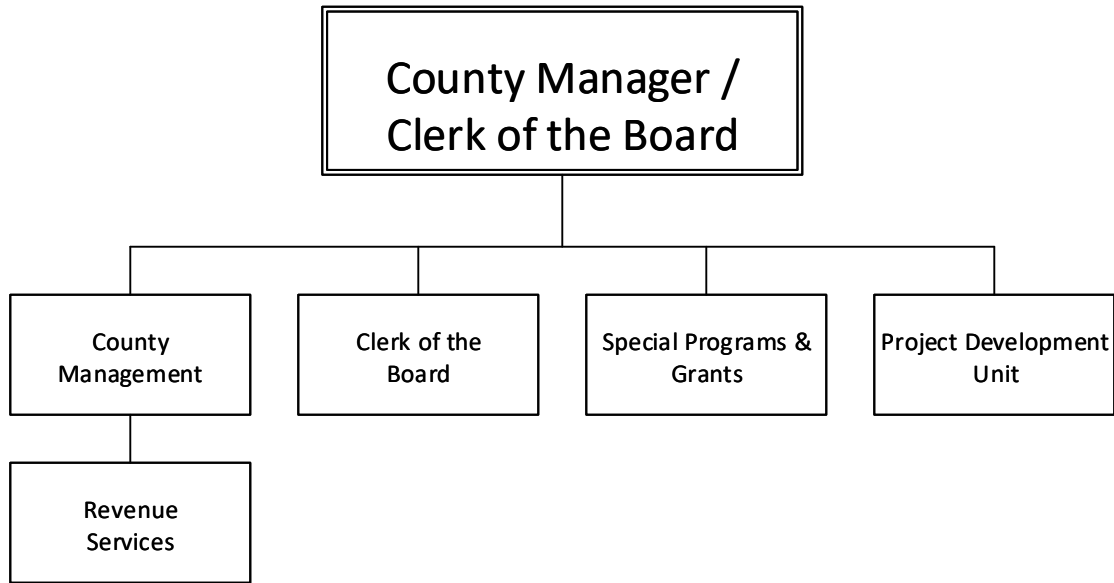 County Manager /
Clerk of the Board
County
Management
Clerk of the
Board
Special Programs &
Grants
Project Development
Unit
Revenue
Services